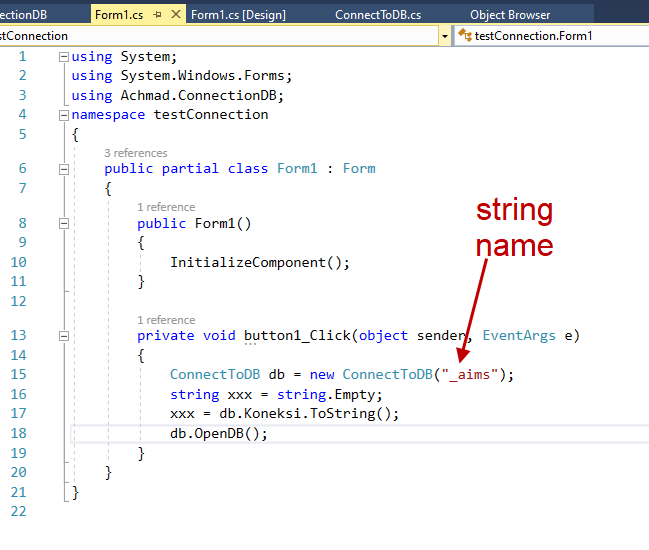 ectionDB Form1.cs Form1.cs [Design] ConnectToDB.cs Object Browser
stConnection testConnection.Form1
1 using System;
2 using System.Windows.Forms;
3 using Achmad.ConnectionDB;
4 namespace testConnection
5 {
3 references
6 public partial class Form1 : Form
7 {
1 reference
8 public Form1()
9 {
10 InitializeComponent();
11 }
12
string
name
1 reference
13 private void button1_Click(object sender, EventArgs e)
14 {
15 ConnectToDB db = new ConnectToDB("_aims");
16 string xxx = string.Empty;
17 xxx = db.Koneksi.ToString();
18 db.OpenDB();
19 }
20 }
21 }
22